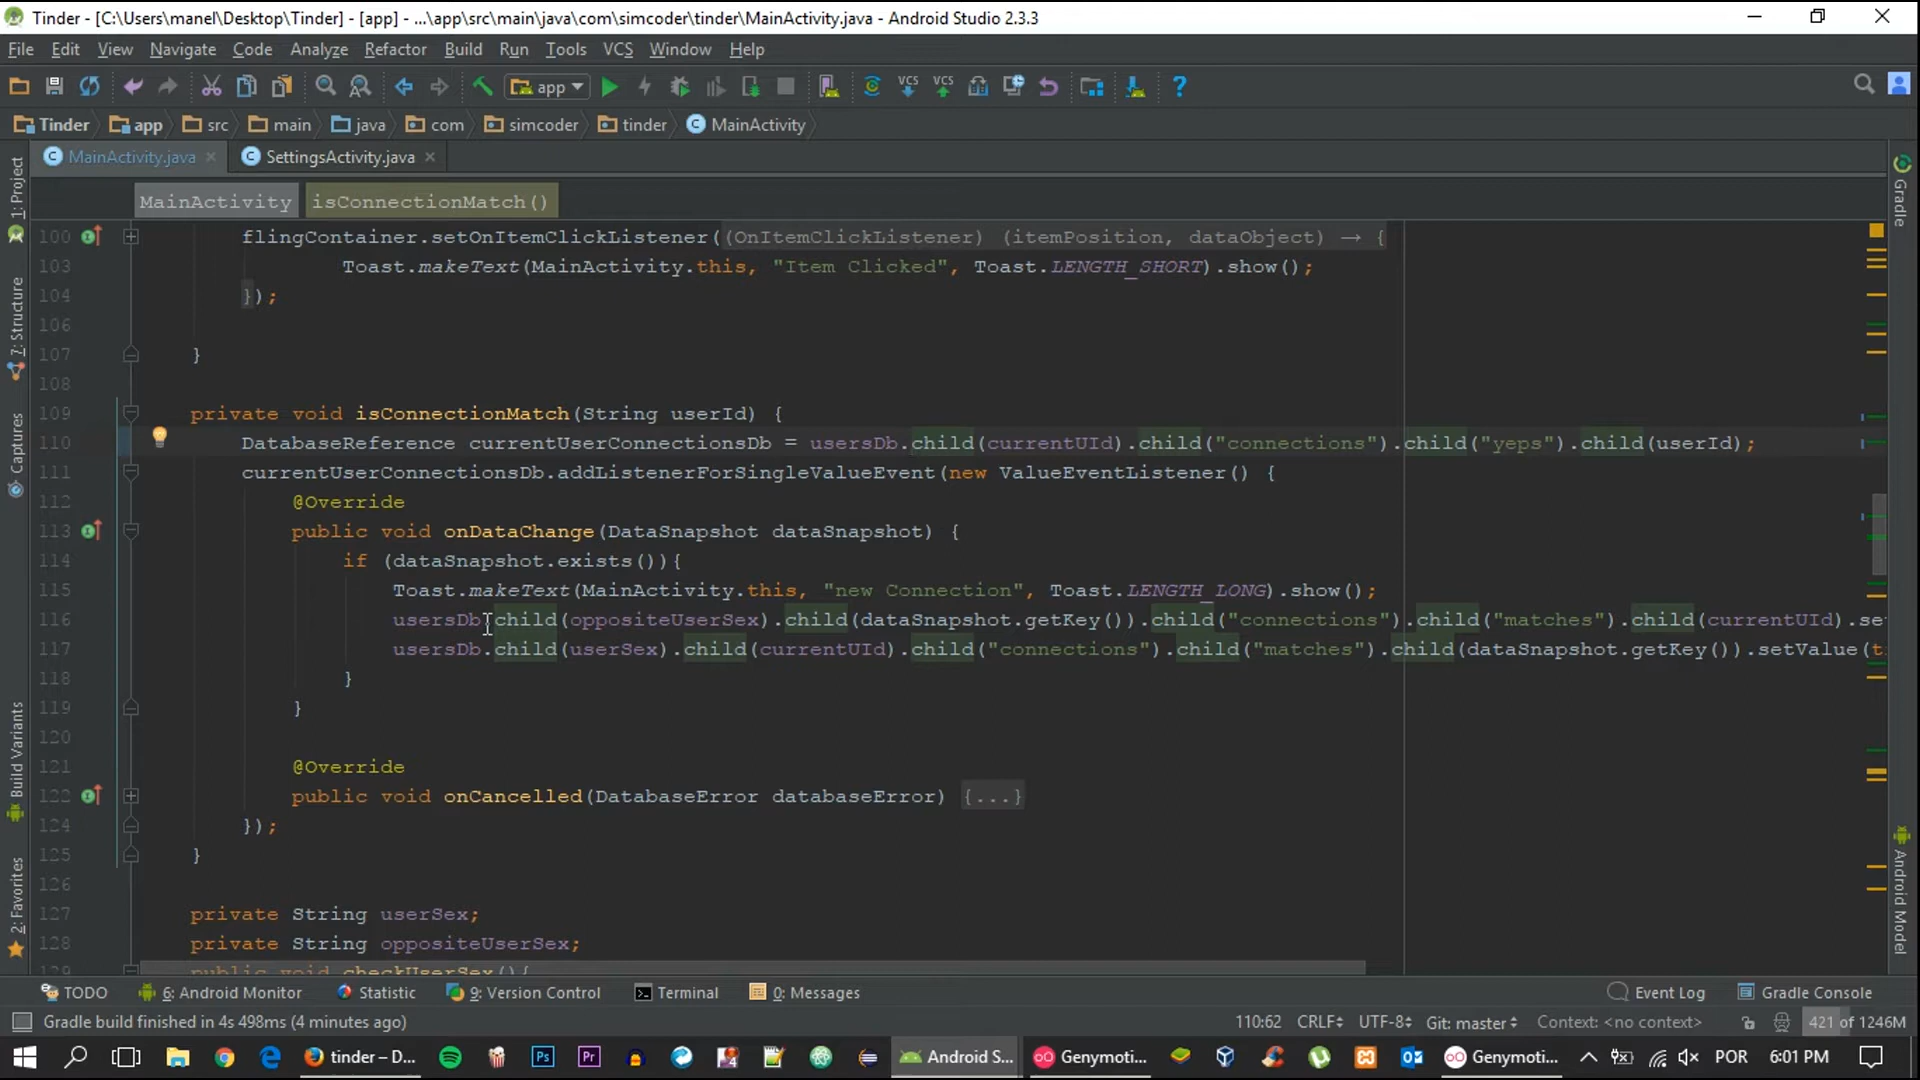 Tinder - [C:\Users\manel\Desktop\Tinder] - [app] - ...\app\src\main\java\com\simcoder\tinder\MainActivity.java - Android Studio 2.3.3
File Edit View Navigate Code Analyze Refactor Build Run Tools VCS Window Help
app
VCS VCS
Tinder app src main java com simcoder tinder MainActivity
MainActivity.java SettingsActivity.java
MainActivity isConnectionMatch()
100 flingContainer.setOnItemClickListener((OnItemClickListener) (itemPosition, dataObject) → {
103 Toast.makeText(MainActivity.this, "Item Clicked", Toast.LENGTH_SHORT).show();
104 });
106
107 }
108
109 private void isConnectionMatch(String userId) {
110 DatabaseReference currentUserConnectionsDb = usersDb.child(currentUId).child("connections").child("yeps").child(userId);
111 currentUserConnectionsDb.addListenerForSingleValueEvent(new ValueEventListener() {
112 @Override
113 public void onDataChange(DataSnapshot dataSnapshot) {
114 if (dataSnapshot.exists()){
115 Toast.makeText(MainActivity.this, "new Connection", Toast.LENGTH_LONG).show();
116 usersDb.child(oppositeUserSex).child(dataSnapshot.getKey()).child("connections").child("matches").child(currentUId).se
117 usersDb.child(userSex).child(currentUId).child("connections").child("matches").child(dataSnapshot.getKey()).setValue(t
118 }
119 }
120
121 @Override
122 public void onCancelled(DatabaseError databaseError) {...}
124 });
125 }
126
127 private String userSex;
128 private String oppositeUserSex;
129 public void checkUserSex(){
1: Project
7: Structure
Captures
Build Variants
2: Favorites
Gradle
Android Model
TODO 6: Android Monitor Statistic 9: Version Control Terminal 0: Messages Event Log Gradle Console
Gradle build finished in 4s 498ms (4 minutes ago) 110:62 CRLF UTF-8 Git: master Context: <no context> 421 of 1246M
tinder – D... Ps Pr Android S... Genymoti... Genymoti... POR 6:01 PM